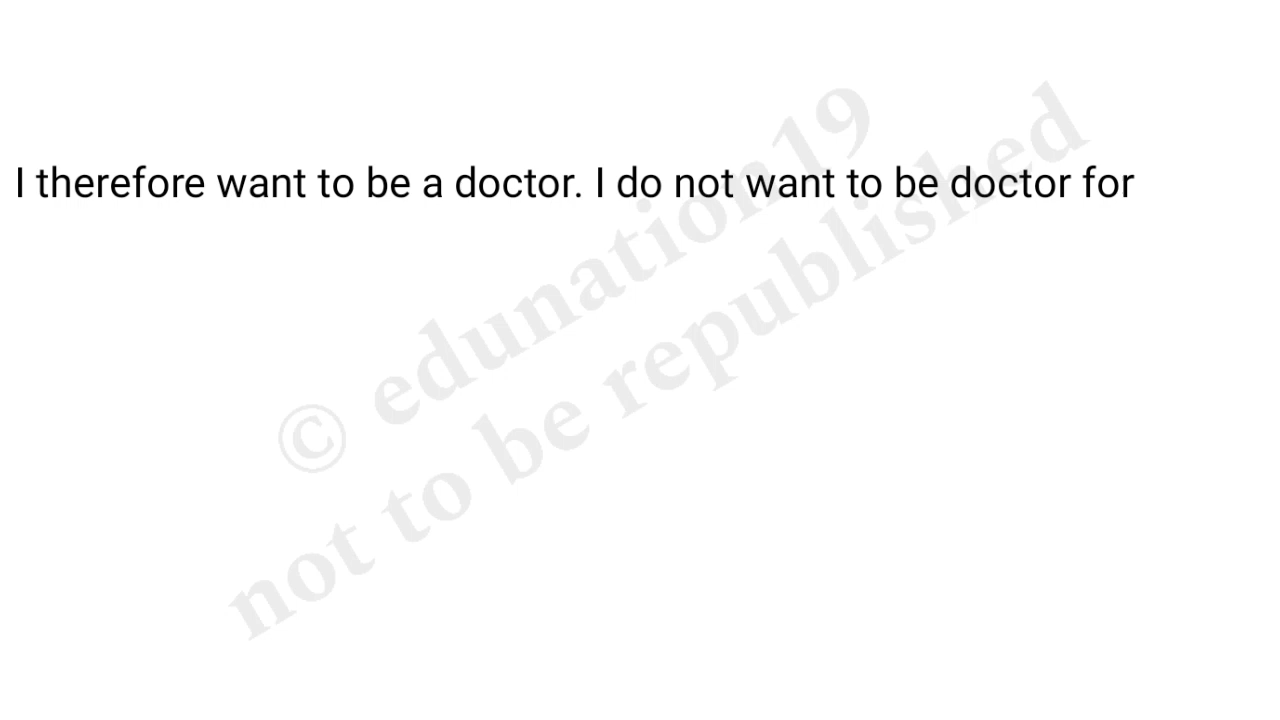 I therefore want to be a doctor. I do not want to be doctor for
© edunation19
not to be republished